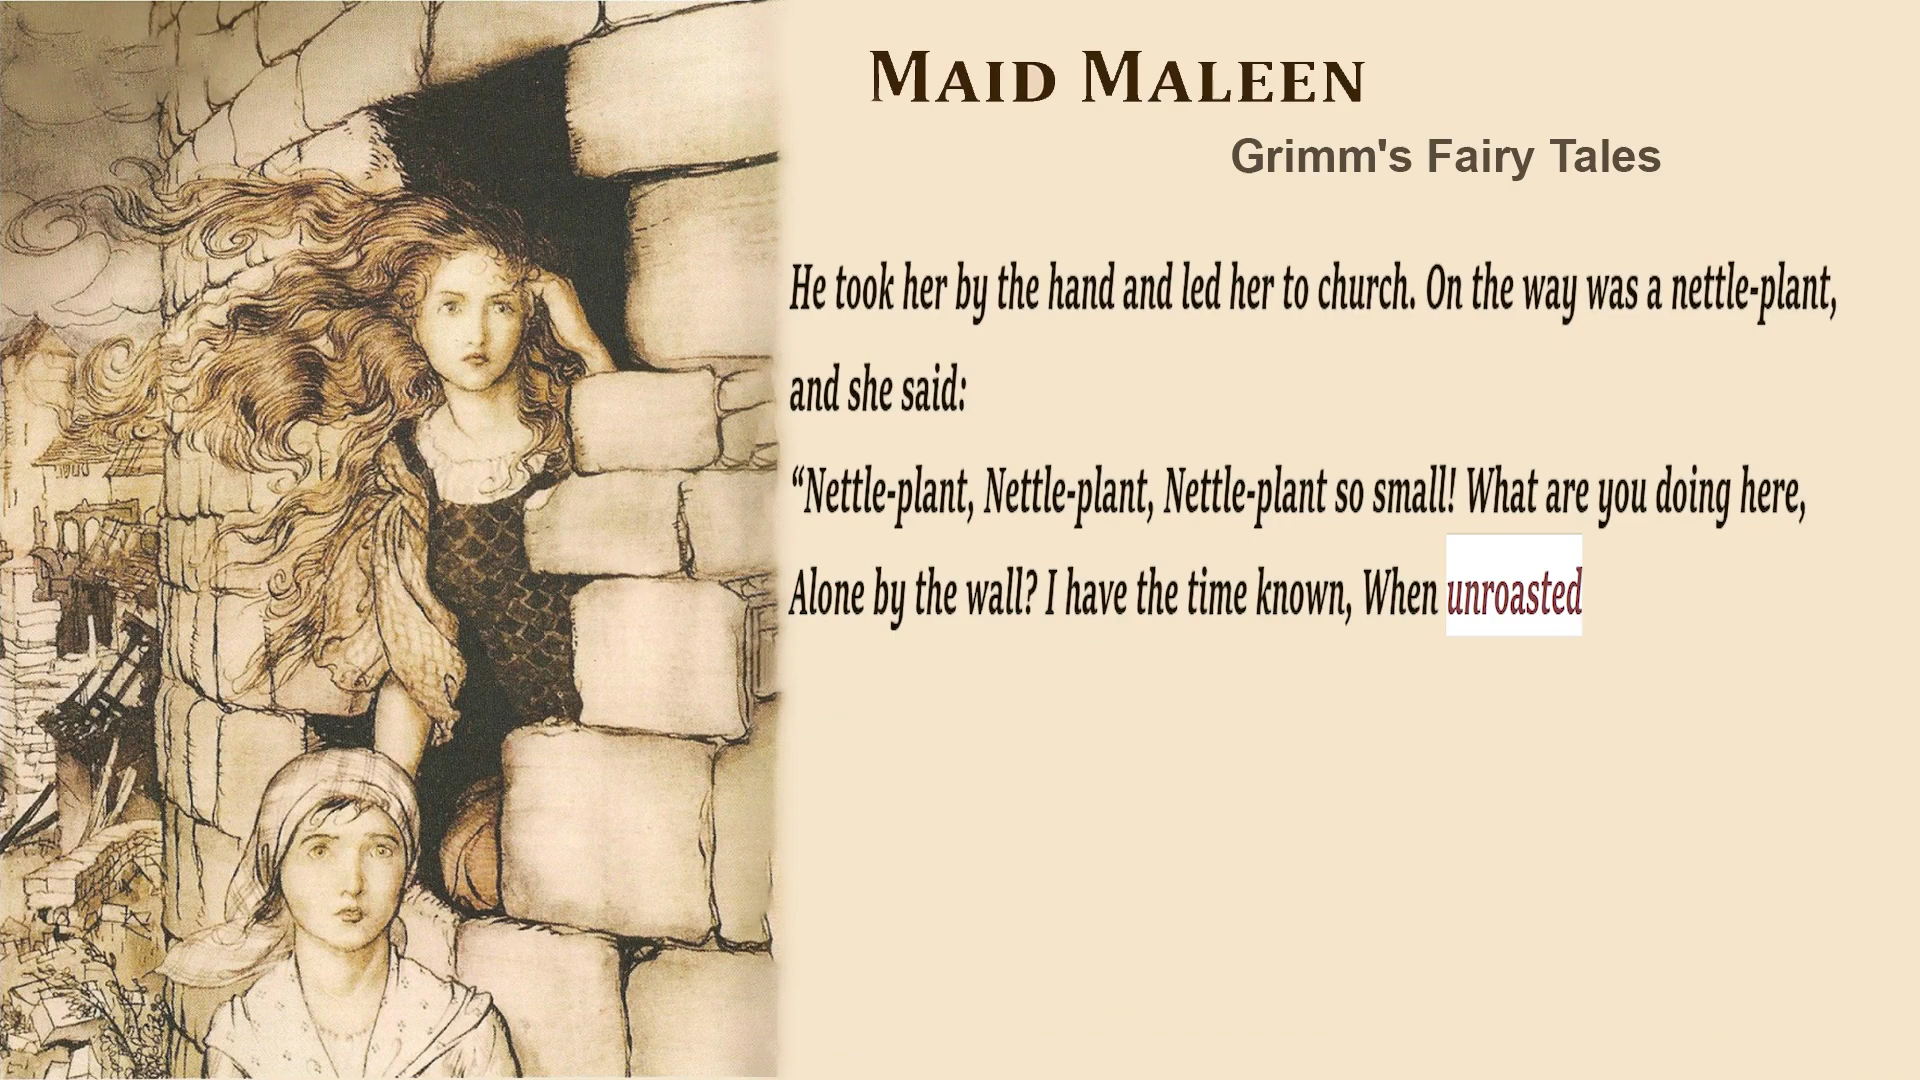 Maid Maleen
Grimm's Fairy Tales
He took her by the hand and led her to church. On the way was a nettle-plant,
and she said:
“Nettle-plant, Nettle-plant, Nettle-plant so small! What are you doing here,
Alone by the wall? I have the time known, When unroasted